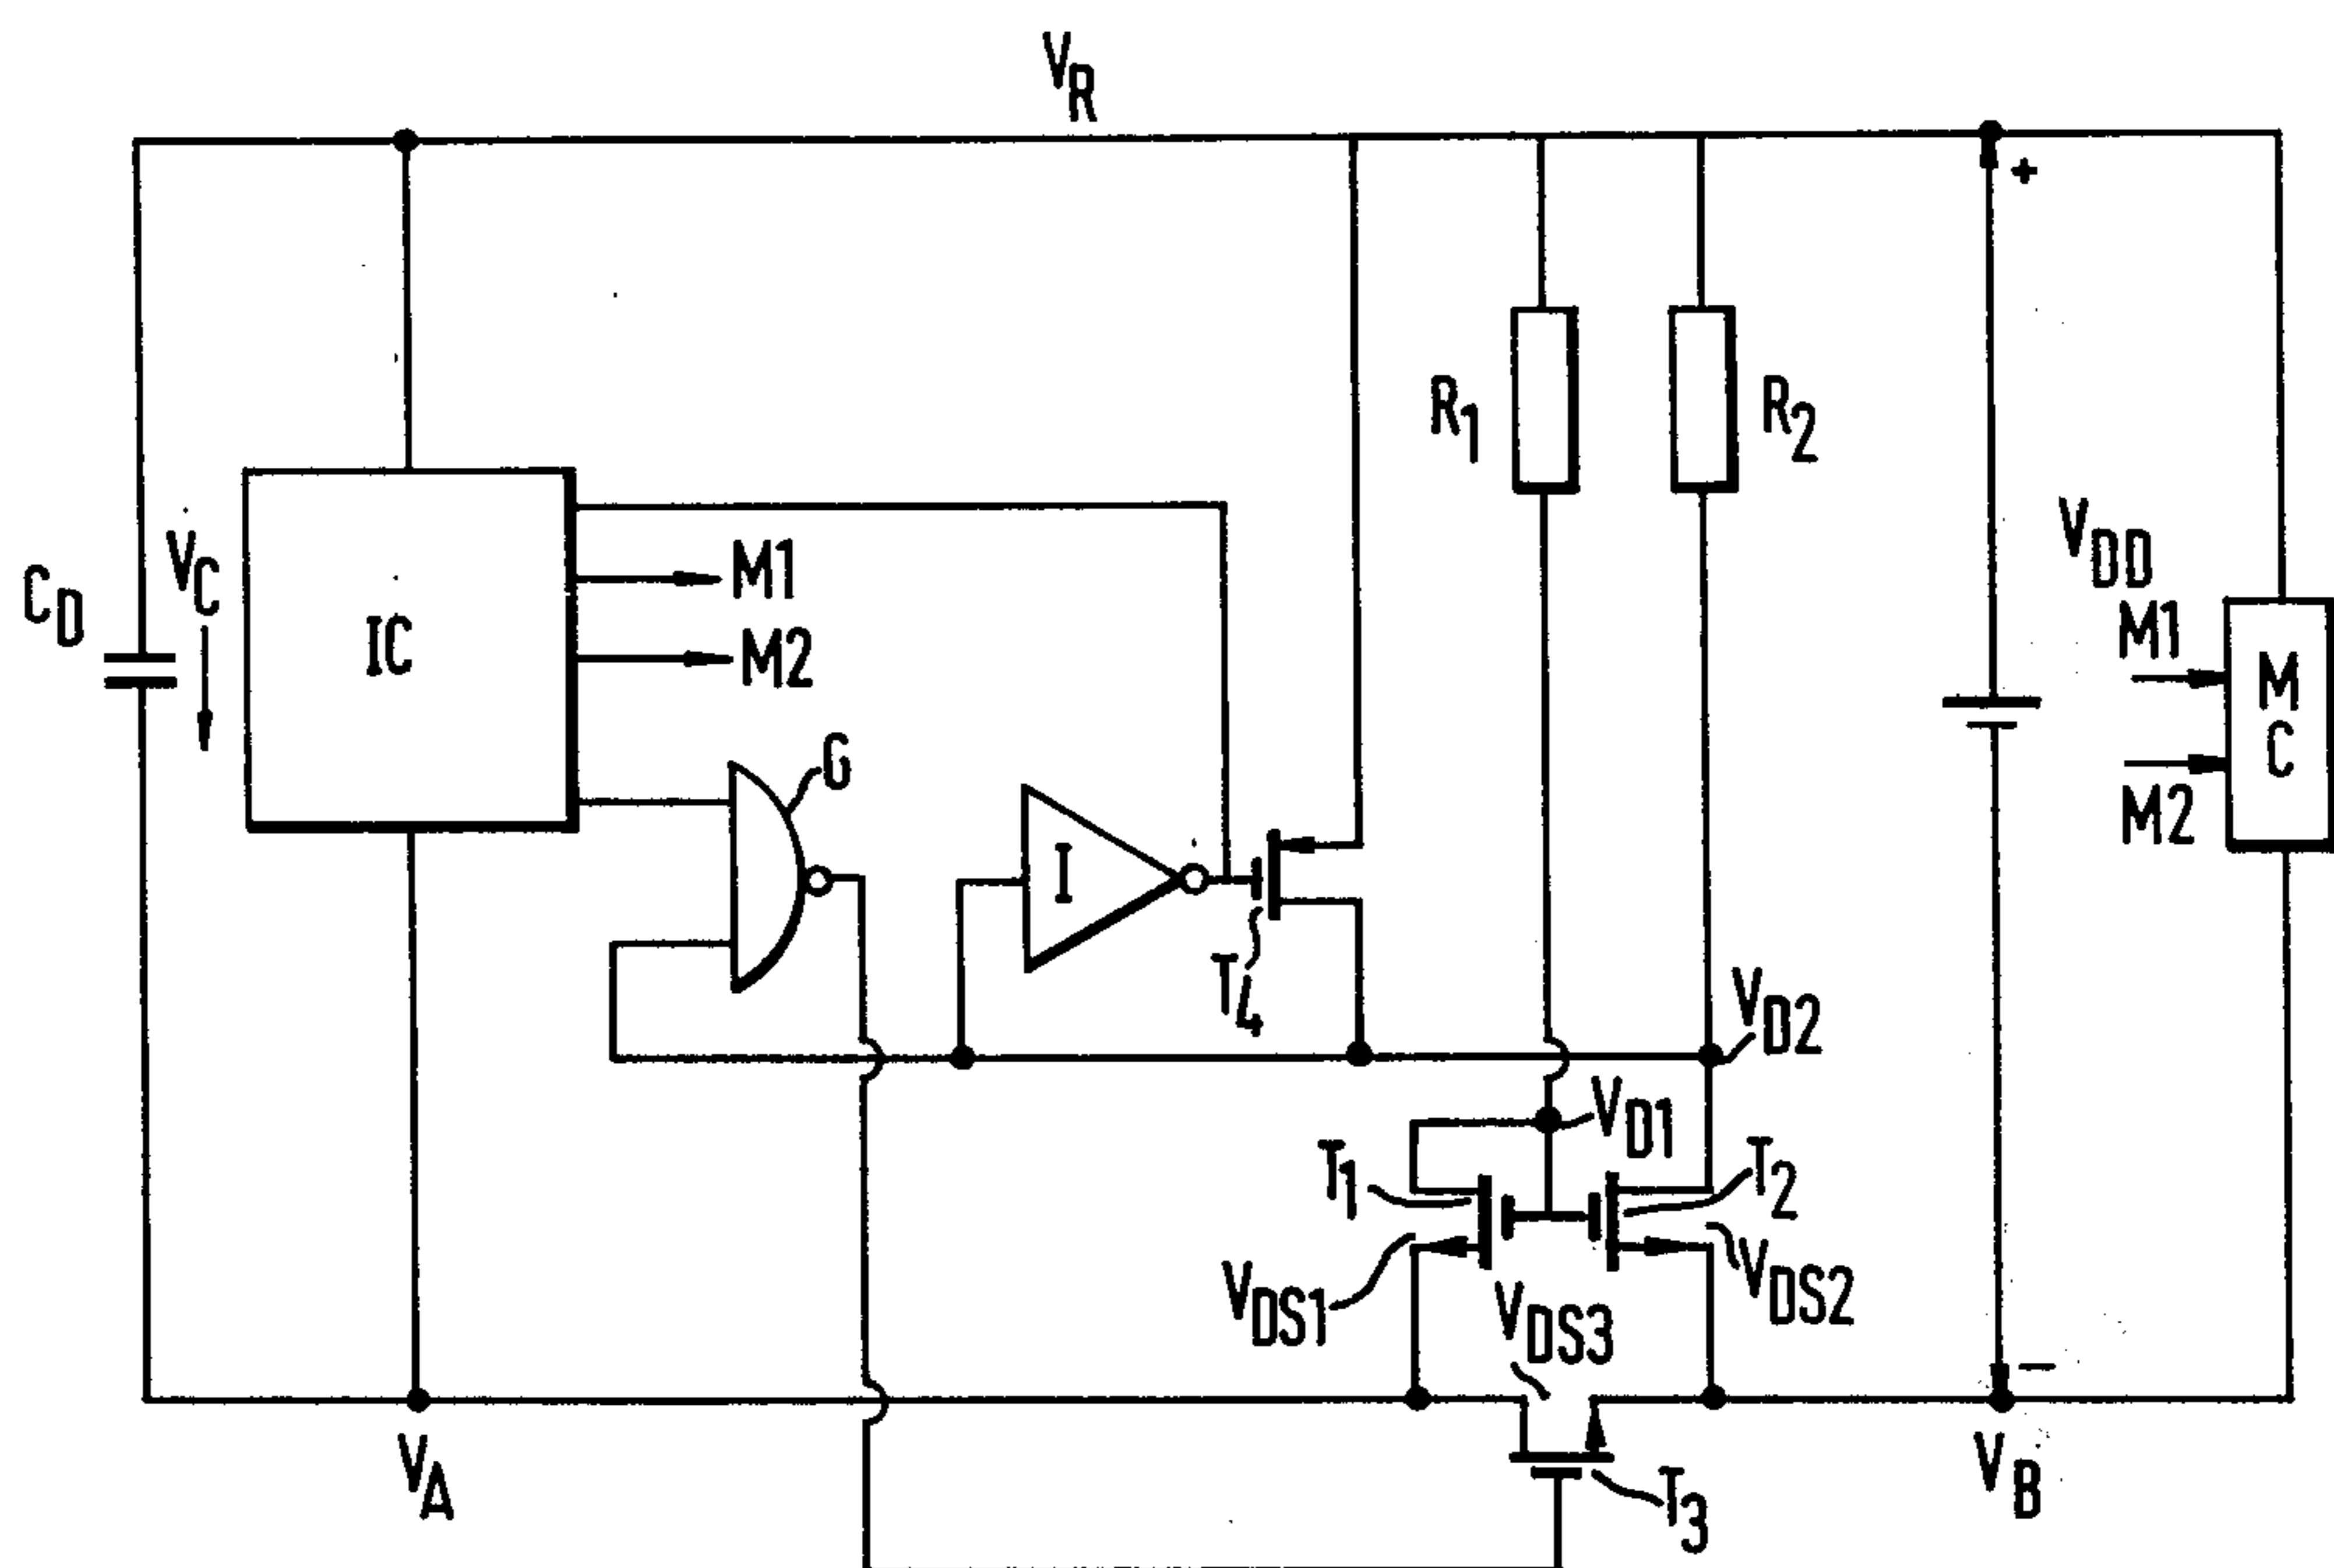 VR
+
R1
R2
VDD
CD
VC
IC
M1
M2
M1
M2
MC
G
I
T4
VD2
VD1
T1
T2
VDS1
VDS3
VDS2
−
VA
T3
VB